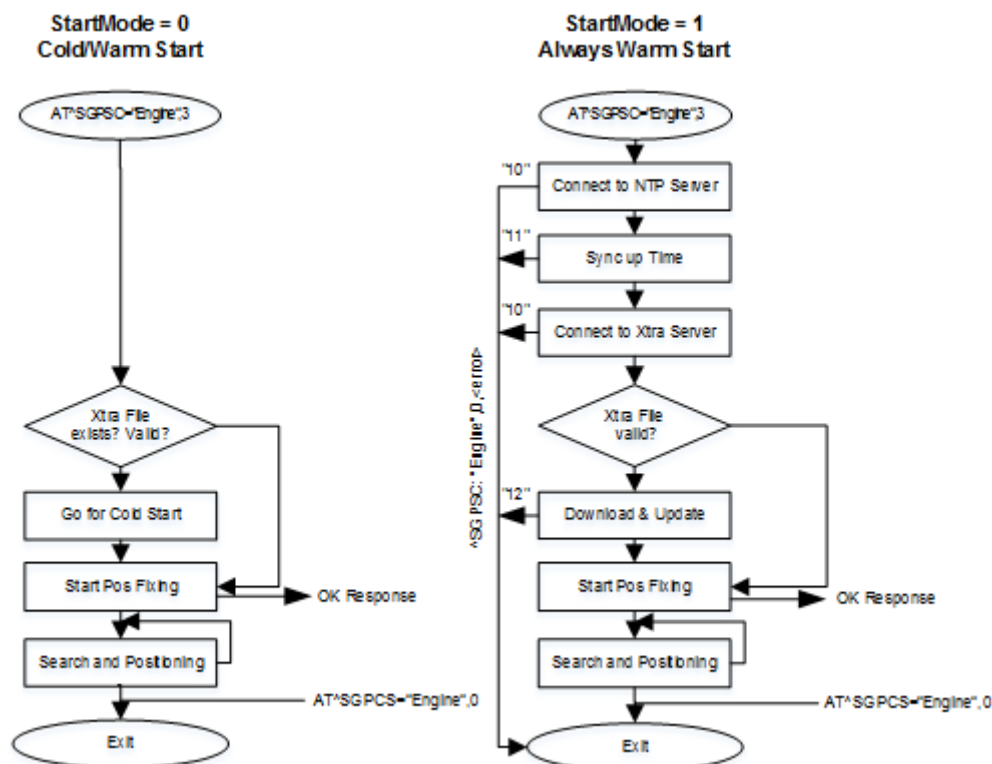 StartMode = 0
Cold/Warm Start
AT^SGPSC="Engine",3
Xtra File
exists? Valid?
Go for Cold Start
Start Pos Fixing
OK Response
Search and Positioning
AT^SGPCS="Engine",0
Exit
StartMode = 1
Always Warm Start
AT^SGPSC="Engine",3
"10"
Connect to NTP Server
"11"
Sync up Time
"10"
Connect to Xtra Server
^SGPSC: "Engine",0,<error>
Xtra File
valid?
"12"
Download & Update
Start Pos Fixing
OK Response
Search and Positioning
AT^SGPCS="Engine",0
Exit